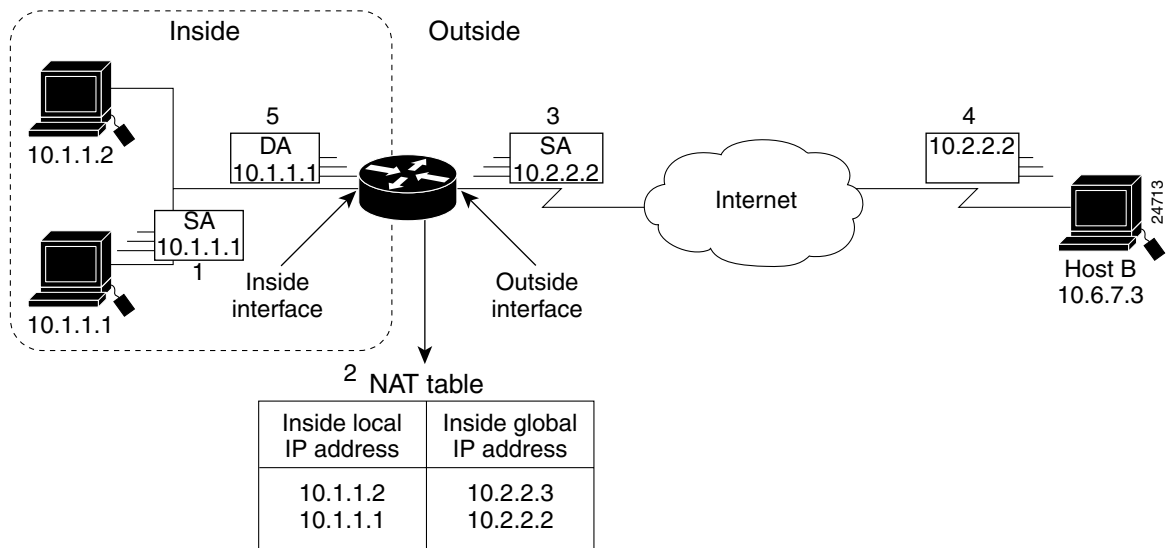 Inside
Outside
10.1.1.2
5
DA
10.1.1.1
3
SA
10.2.2.2
4
10.2.2.2
Internet
SA
10.1.1.1
1
10.1.1.1
Inside
interface
Outside
interface
Host B
10.6.7.3
24713
2
NAT table
Inside local
IP address
Inside global
IP address
10.1.1.2 10.2.2.3
10.1.1.1 10.2.2.2